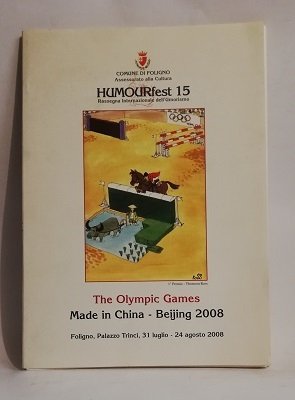 COMUNE DI FOLIGNO
Assessorato alla Cultura
HUMOURfest 15
Rassegna Internazionale dell'Umorismo
The Olympic Games
Made in China - Beijing 2008
Foligno, Palazzo Trinci, 31 luglio - 24 agosto 2008